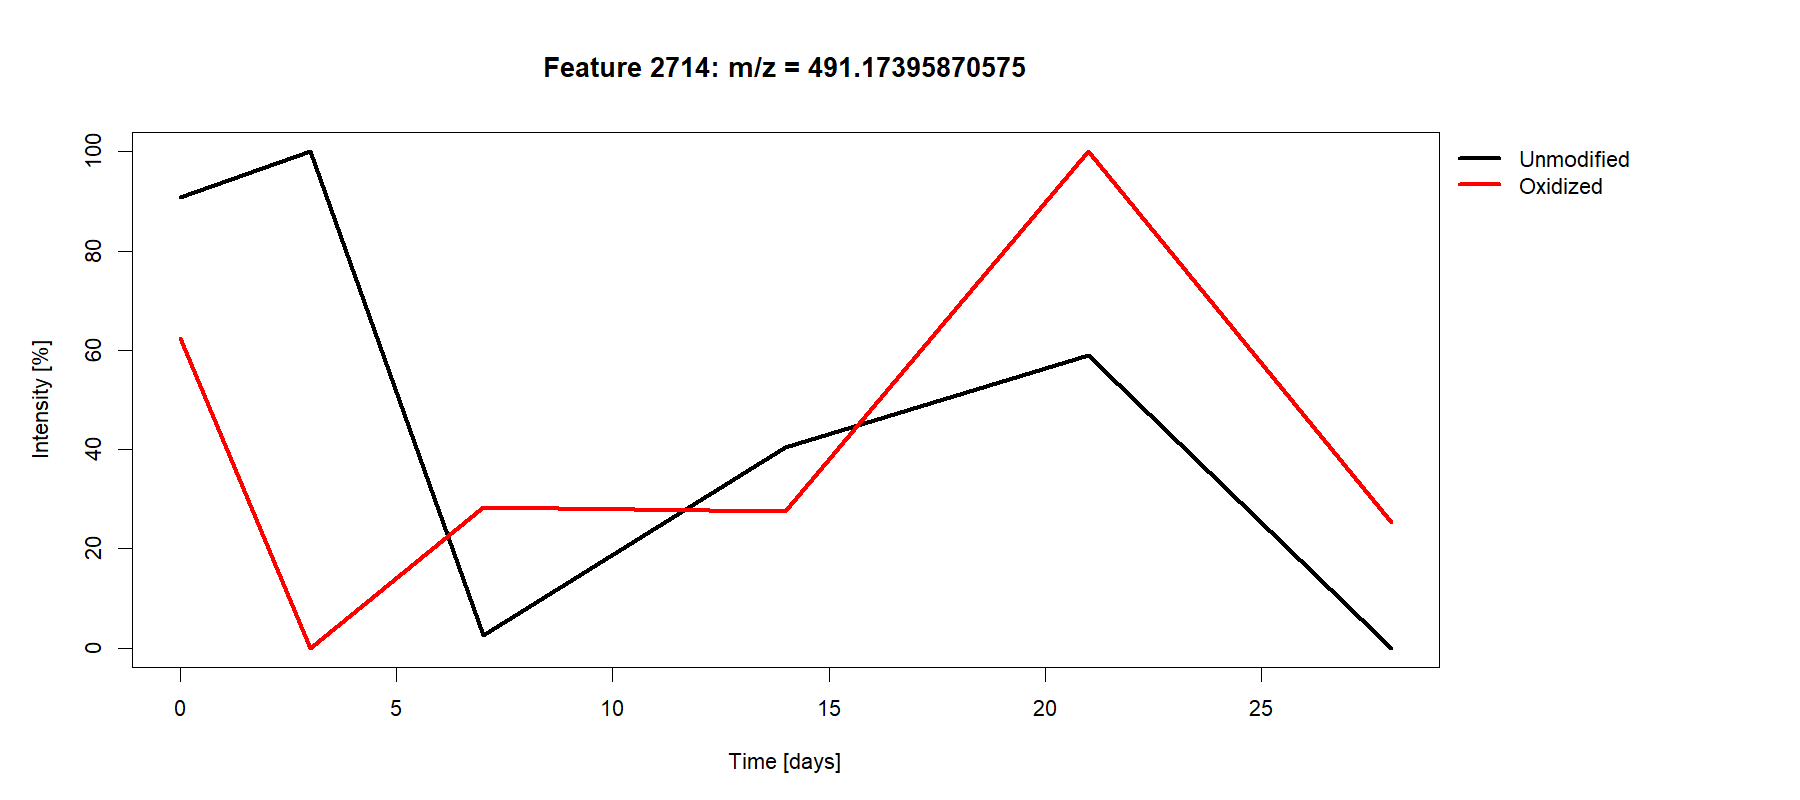 Feature 2714: m/z = 491.17395870575
Unmodified
Oxidized
Intensity [%]
100
80
60
40
20
0
0 5 10 15 20 25
Time [days]